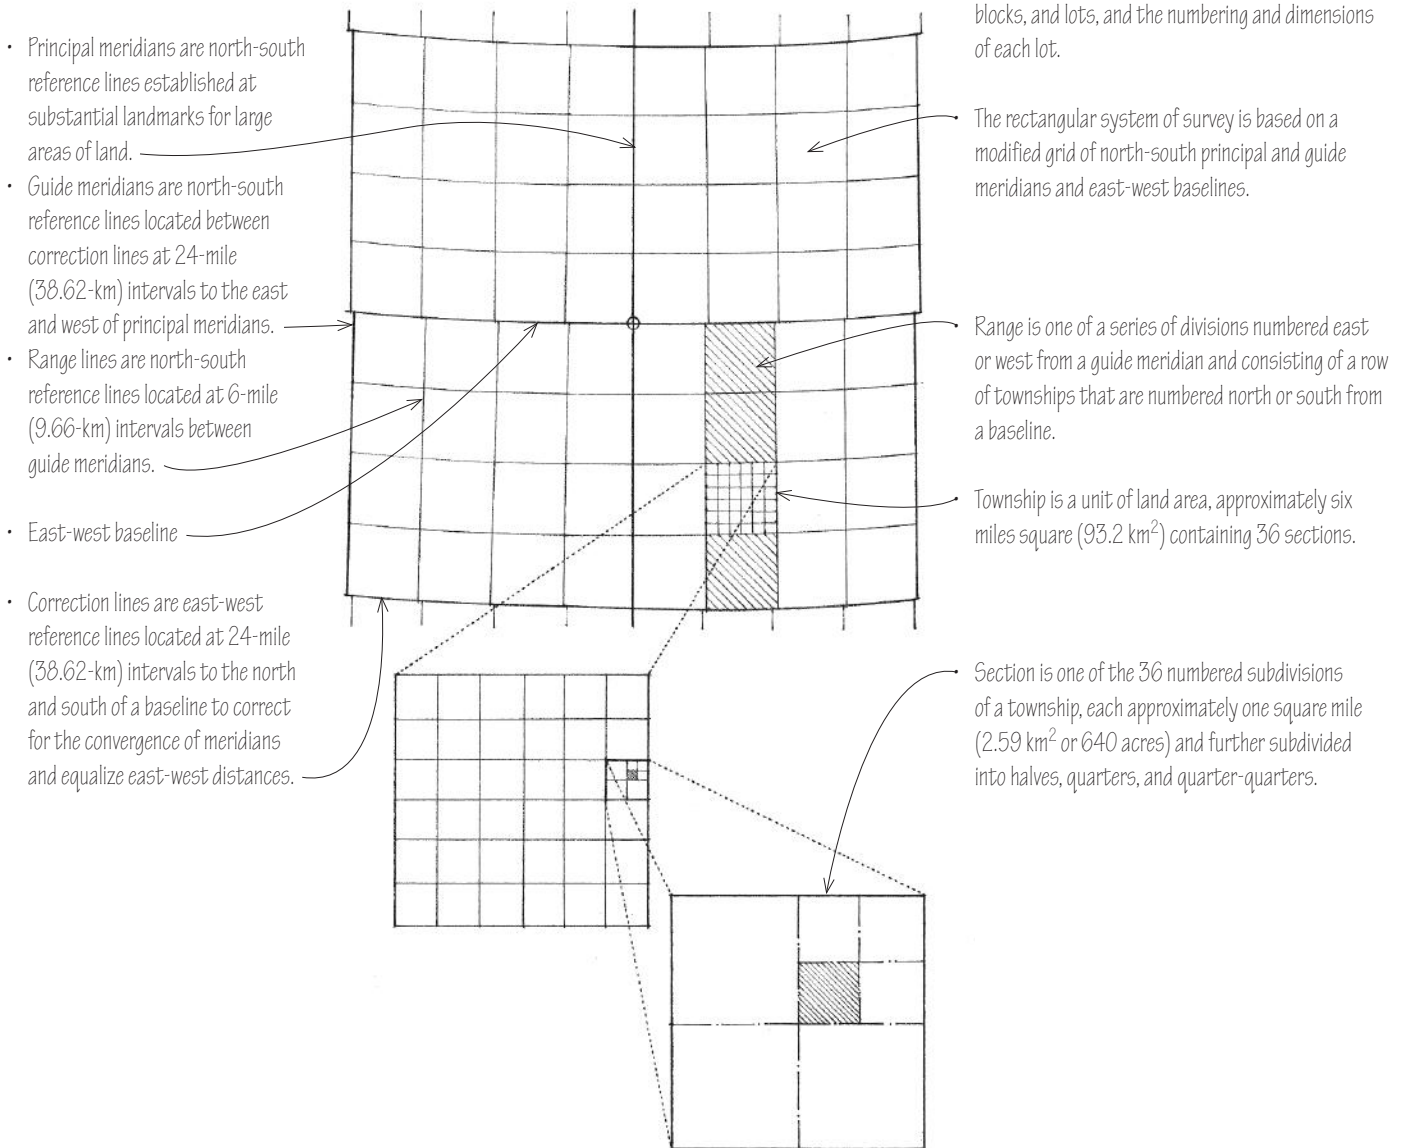 • Principal meridians are north-south
reference lines established at
substantial landmarks for large
areas of land.
• Guide meridians are north-south
reference lines located between
correction lines at 24-mile
(38.62-km) intervals to the east
and west of principal meridians.
• Range lines are north-south
reference lines located at 6-mile
(9.66-km) intervals between
guide meridians.
• East-west baseline
• Correction lines are east-west
reference lines located at 24-mile
(38.62-km) intervals to the north
and south of a baseline to correct
for the convergence of meridians
and equalize east-west distances.
blocks, and lots, and the numbering and dimensions
of each lot.
• The rectangular system of survey is based on a
modified grid of north-south principal and guide
meridians and east-west baselines.
• Range is one of a series of divisions numbered east
or west from a guide meridian and consisting of a row
of townships that are numbered north or south from
a baseline.
• Township is a unit of land area, approximately six
miles square (93.2 km²) containing 36 sections.
• Section is one of the 36 numbered subdivisions
of a township, each approximately one square mile
(2.59 km² or 640 acres) and further subdivided
into halves, quarters, and quarter-quarters.